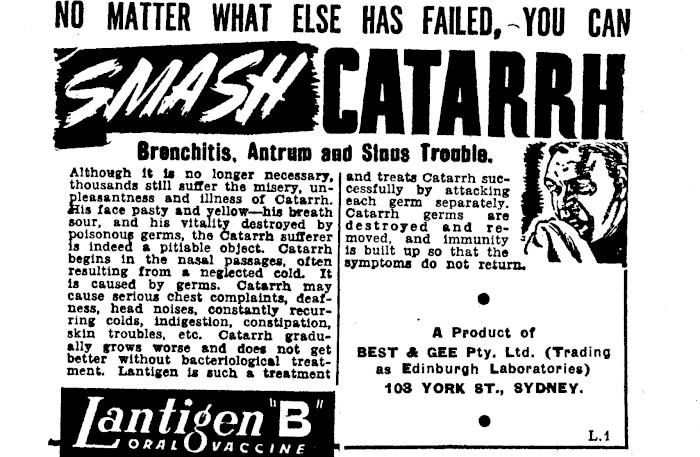 NO MATTER WHAT ELSE HAS FAILED, YOU CAN
SMASH CATARRH
Bronchitis, Antrum and Sinus Trouble.
Although it is no longer necessary,
thousands still suffer the misery, un-
pleasantness and illness of Catarrh.
His face pasty and yellow—his breath
sour, and his vitality destroyed by
poisonous germs, the Catarrh sufferer
is indeed a pitiable object. Catarrh
begins in the nasal passages, often
resulting from a neglected cold. It
is caused by germs. Catarrh may
cause serious chest complaints, deaf-
ness, head noises, constantly recur-
ring colds, indigestion, constipation,
skin troubles, etc. Catarrh gradu-
ally grows worse and does not get
better without bacteriological treat-
ment. Lantigen is such a treatment
and treats Catarrh suc-
cessfully by attacking
each germ separately.
Catarrh germs are
destroyed and re-
moved, and immunity
is built up so that the
symptoms do not return.
A Product of
BEST & GEE Pty. Ltd. (Trading
as Edinburgh Laboratories)
103 YORK ST., SYDNEY.
L.1
Lantigen "B"
ORAL VACCINE